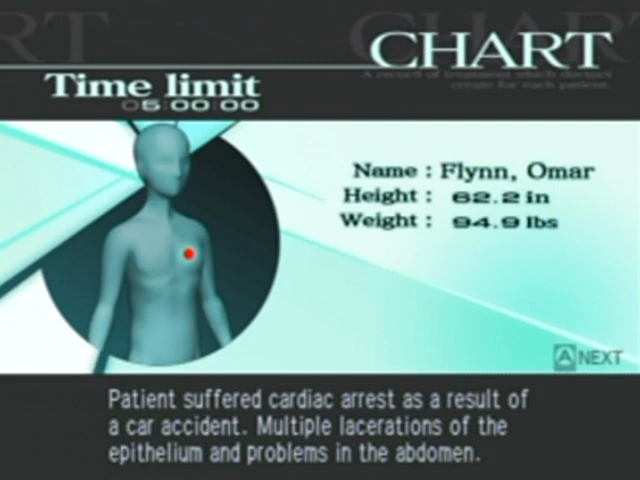 RT
CHART
CHART
A record of treatment which doctors
create for each patient.
Time limit
05:00:00
Name : Flynn, Omar
Height : 62.2 in
Weight : 94.9 lbs
A NEXT
Patient suffered cardiac arrest as a result of
a car accident. Multiple lacerations of the
epithelium and problems in the abdomen.